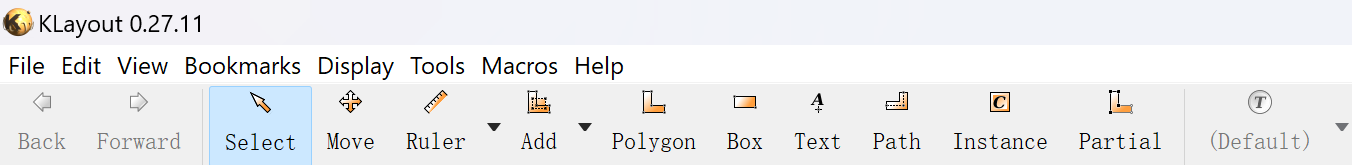 KLayout 0.27.11
File Edit View Bookmarks Display Tools Macros Help
Back Forward Select Move Ruler Add Polygon Box Text Path Instance Partial (Default)